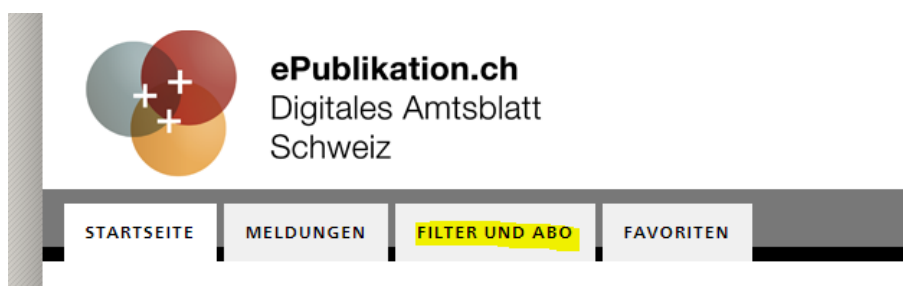 ePublikation.ch
Digitales Amtsblatt
Schweiz
STARTSEITE MELDUNGEN FILTER UND ABO FAVORITEN